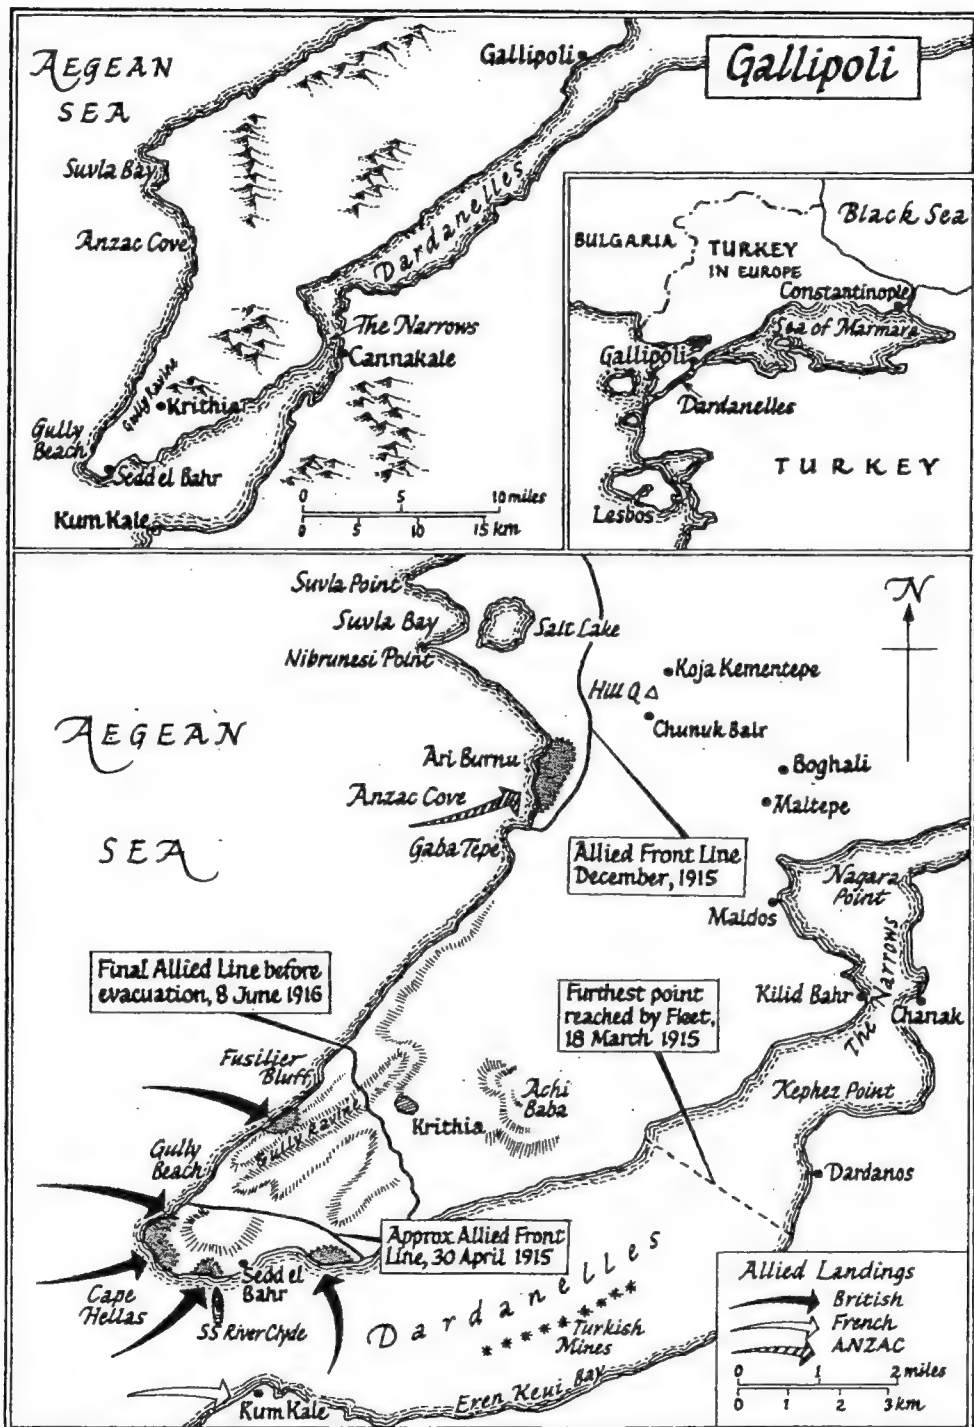 Gallipoli
AEGEAN
SEA
Gallipoli
Suvla Bay
Anzac Cove
Dardanelles
The Narrows
Cannakale
Gully Ravine
Krithia
Gully
Beach
Sedd el Bahr
Kum Kale
0 5 10 miles
0 5 10 15 km
Black Sea
BULGARIA
TURKEY
IN EUROPE
Constantinople
Sea of Marmara
Gallipoli
Dardanelles
TURKEY
Lesbos
Suvla Point
Suvla Bay
Salt Lake
Nibrunesi Point
N
Koja Kementepe
Hill Q
Chunuk Bair
AEGEAN
SEA
Ari Burnu
Boghali
Anzac Cove
Maltepe
Gaba Tepe
Allied Front Line
December, 1915
Nagara
Point
Maidos
Final Allied Line before
evacuation, 8 June 1916
Furthest point
reached by Fleet,
18 March 1915
Kilid Bahr
The Narrows
Chanak
Fusilier
Bluff
Achi
Baba
Kephez Point
Gully Ravine
Krithia
Gully
Beach
Dardanos
Approx Allied Front
Line, 30 April 1915
Sedd el
Bahr
Cape
Hellas
SS River Clyde
Dardanelles
Turkish
Mines
Eren Keui Bay
Kum Kale
Allied Landings
British
French
ANZAC
0 1 2 miles
0 1 2 3 km